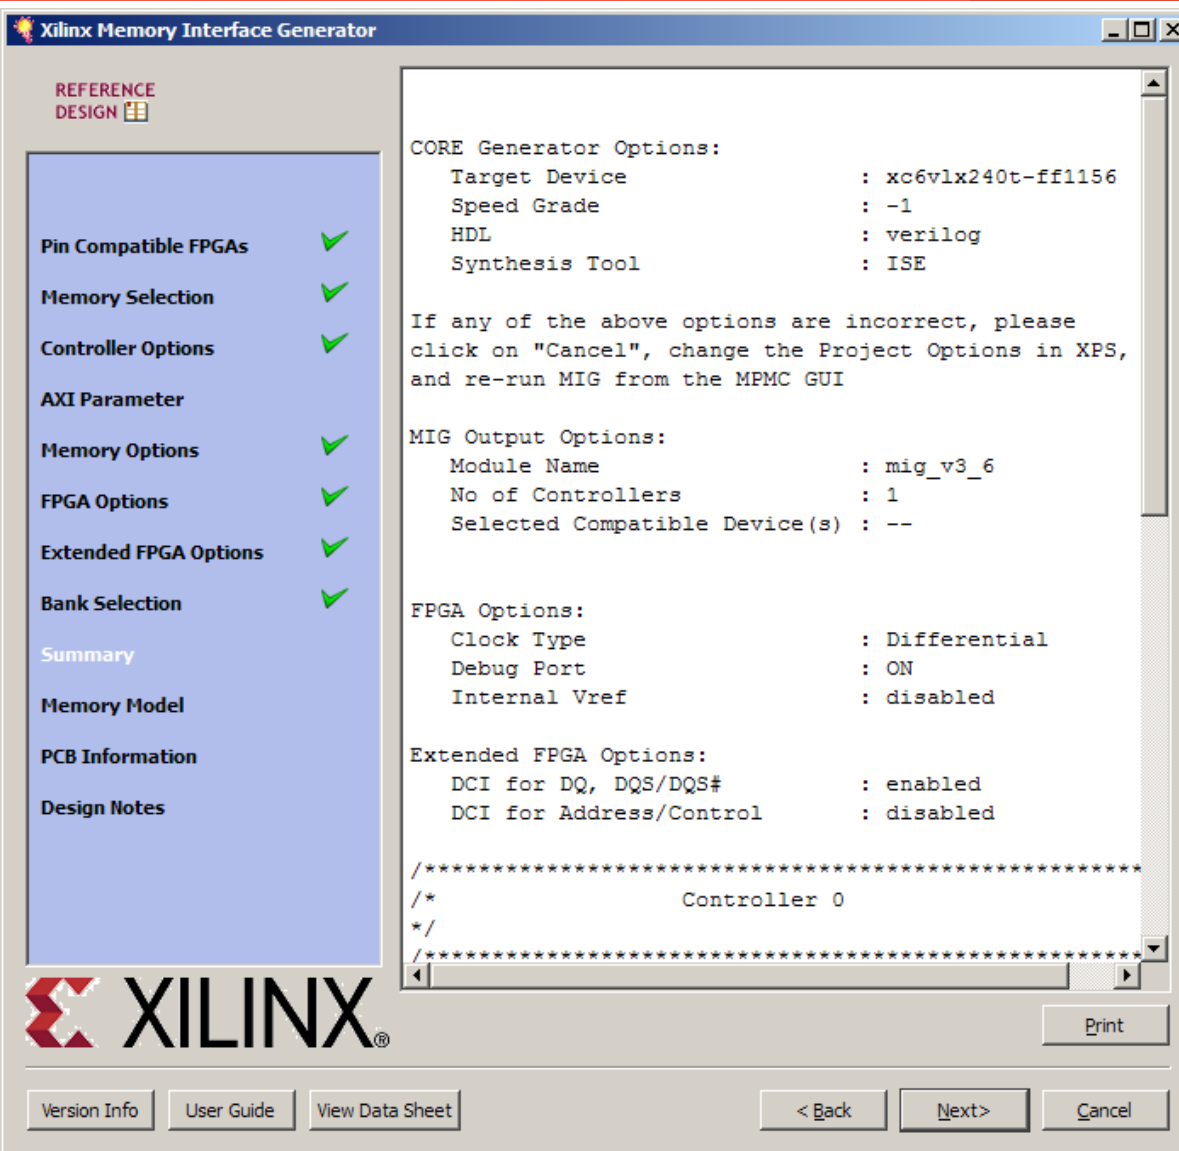 Xilinx Memory Interface Generator
REFERENCE
DESIGN
Pin Compatible FPGAs
Memory Selection
Controller Options
AXI Parameter
Memory Options
FPGA Options
Extended FPGA Options
Bank Selection
Summary
Memory Model
PCB Information
Design Notes
CORE Generator Options:
Target Device : xc6vlx240t-ff1156
Speed Grade : -1
HDL : verilog
Synthesis Tool : ISE
If any of the above options are incorrect, please
click on "Cancel", change the Project Options in XPS,
and re-run MIG from the MPMC GUI
MIG Output Options:
Module Name : mig_v3_6
No of Controllers : 1
Selected Compatible Device(s) : --
FPGA Options:
Clock Type : Differential
Debug Port : ON
Internal Vref : disabled
Extended FPGA Options:
DCI for DQ, DQS/DQS# : enabled
DCI for Address/Control : disabled
/*****************************************************
/* Controller 0
*/
/*****************************************************
XILINX®
Print
Version Info
User Guide
View Data Sheet
< Back
Next>
Cancel